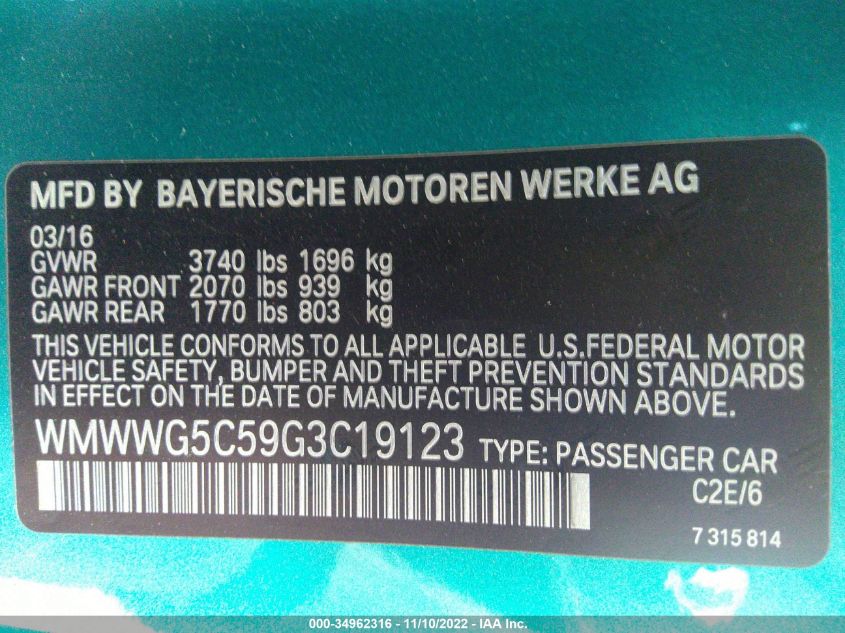 MFD BY BAYERISCHE MOTOREN WERKE AG
03/16
GVWR 3740 lbs 1696 kg
GAWR FRONT 2070 lbs 939 kg
GAWR REAR 1770 lbs 803 kg
THIS VEHICLE CONFORMS TO ALL APPLICABLE U.S.FEDERAL MOTOR
VEHICLE SAFETY, BUMPER AND THEFT PREVENTION STANDARDS
IN EFFECT ON THE DATE OF MANUFACTURE SHOWN ABOVE.
WMWWG5C59G3C19123 TYPE: PASSENGER CAR
C2E/6
7 315 814
000-34962316 - 11/10/2022 - IAA Inc.